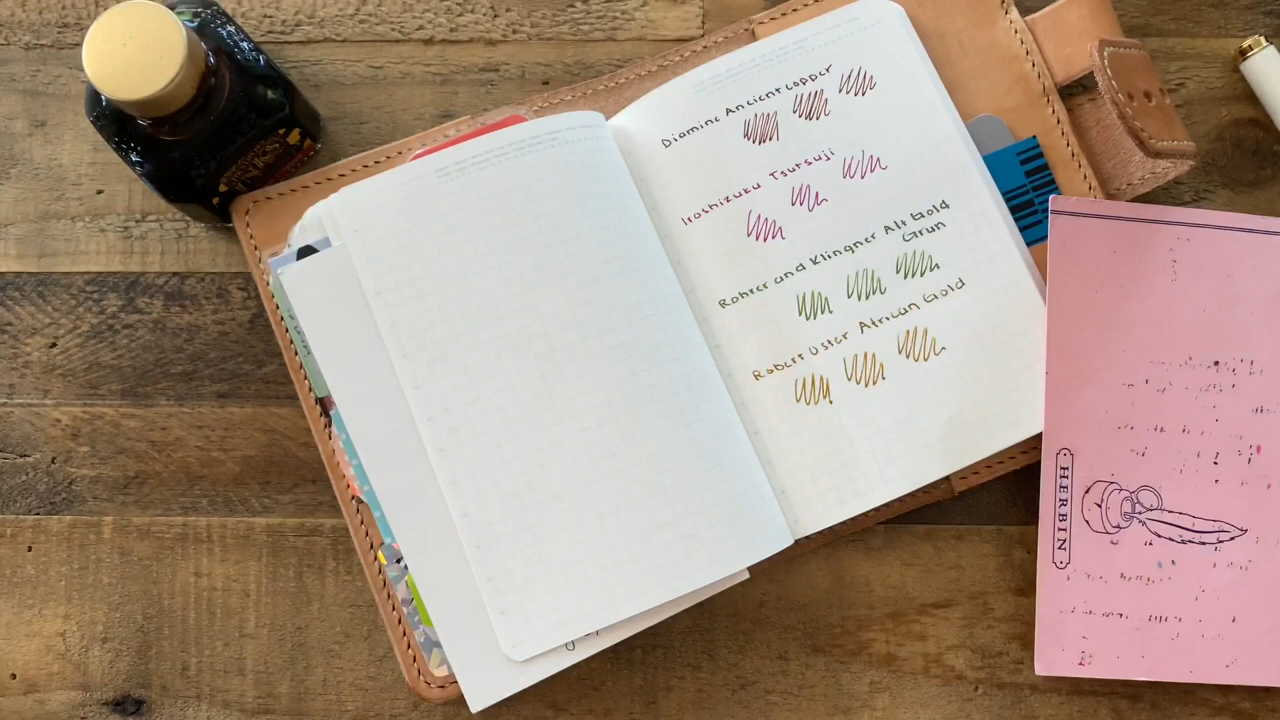 Diamine Ancient Copper
Iroshizuku Tsutsuji
Rohrer and Klingner Alt Gold
Grun
Robert Oster African Gold
HERBIN